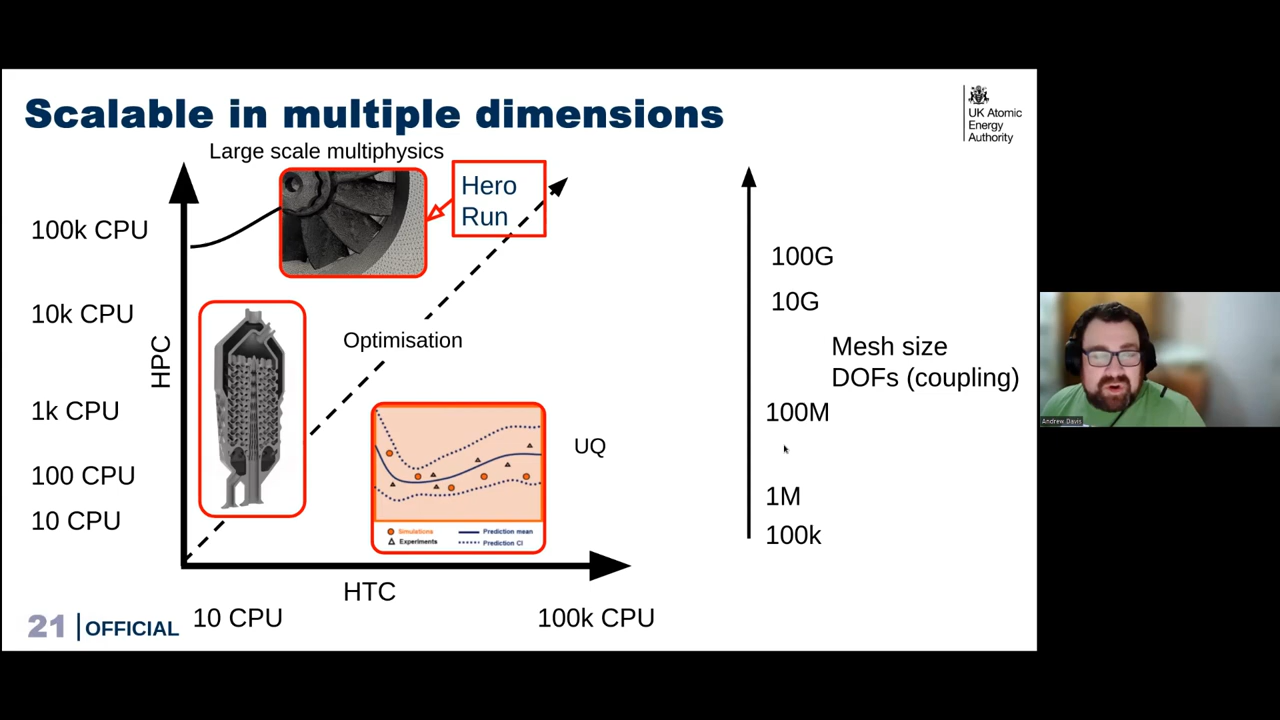 Scalable in multiple dimensions
UK Atomic
Energy
Authority
Large scale multiphysics
Hero
Run
100k CPU
10k CPU
1k CPU
100 CPU
10 CPU
HPC
Optimisation
UQ
Simulations
Experiments
Prediction mean
Prediction CI
HTC
10 CPU
100k CPU
100G
10G
Mesh size
DOFs (coupling)
100M
1M
100k
21
OFFICIAL
Andrew Davis